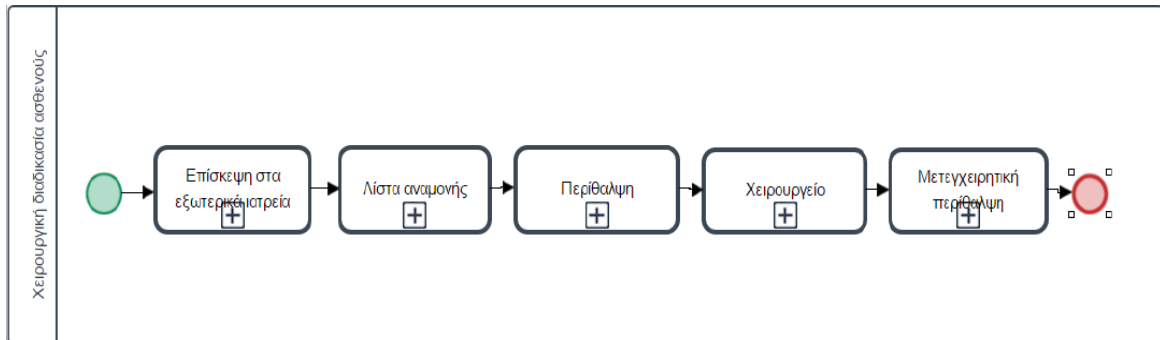 Χειρουργική διαδικασία ασθενούς
Επίσκεψη στα
εξωτερικά ιατρεία
Λίστα αναμονής
Περίθαλψη
Χειρουργείο
Μετεγχειρητική
περίθαλψη